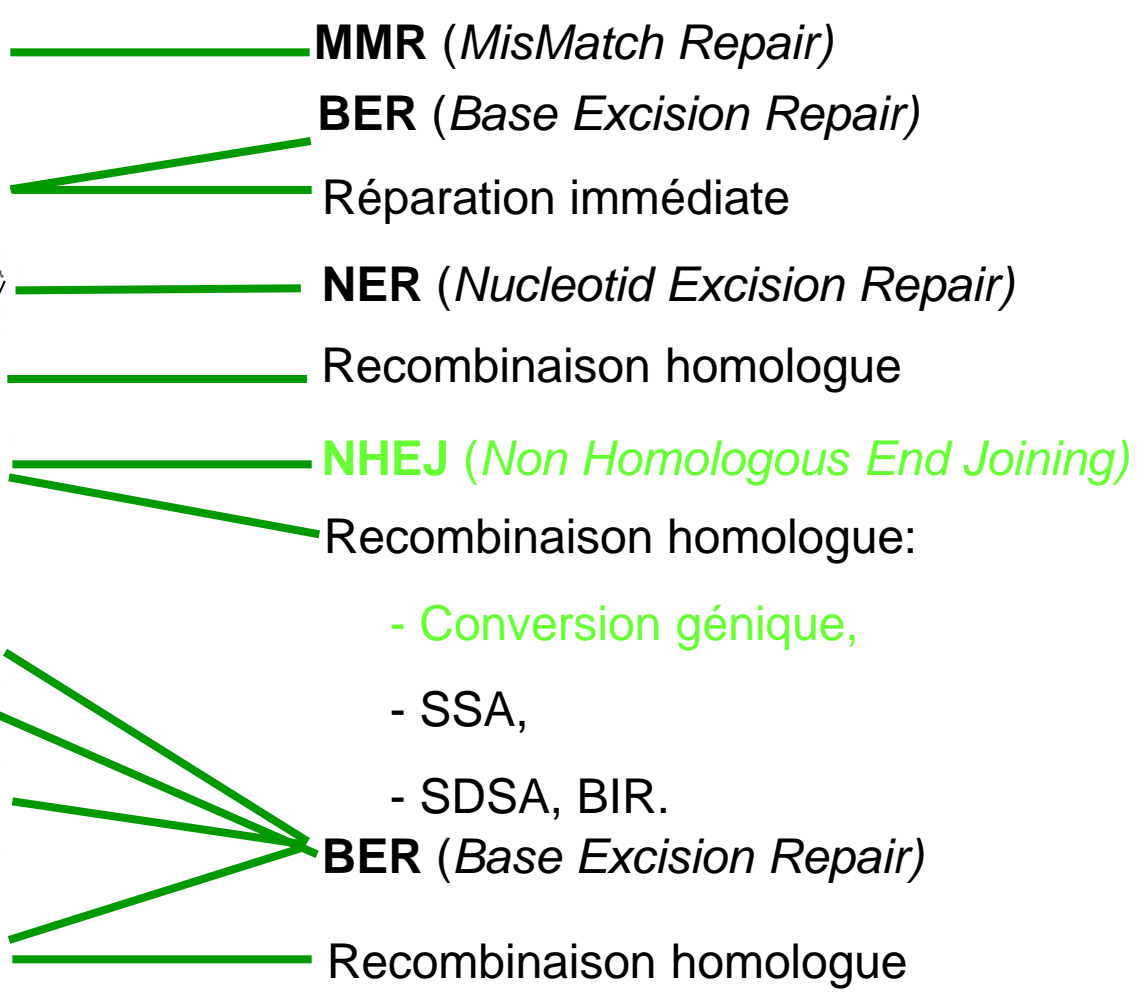 MMR (MisMatch Repair)
BER (Base Excision Repair)
Réparation immédiate
NER (Nucleotid Excision Repair)
Recombinaison homologue
NHEJ (Non Homologous End Joining)
Recombinaison homologue:
- Conversion génique,
- SSA,
- SDSA, BIR.
BER (Base Excision Repair)
Recombinaison homologue